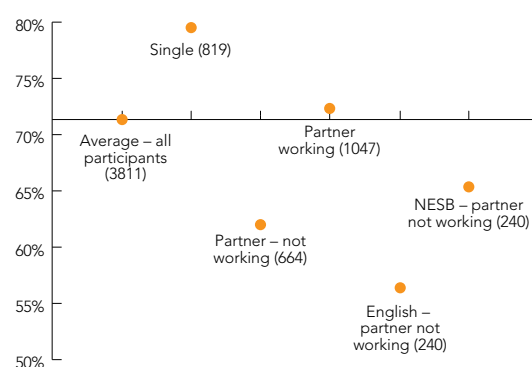 80%
Single (819)
75%
70%
Average – all
participants
(3811)
Partner
working (1047)
65%
NESB – partner
not working (240)
60%
Partner – not
working (664)
55%
English –
partner not
working (240)
50%